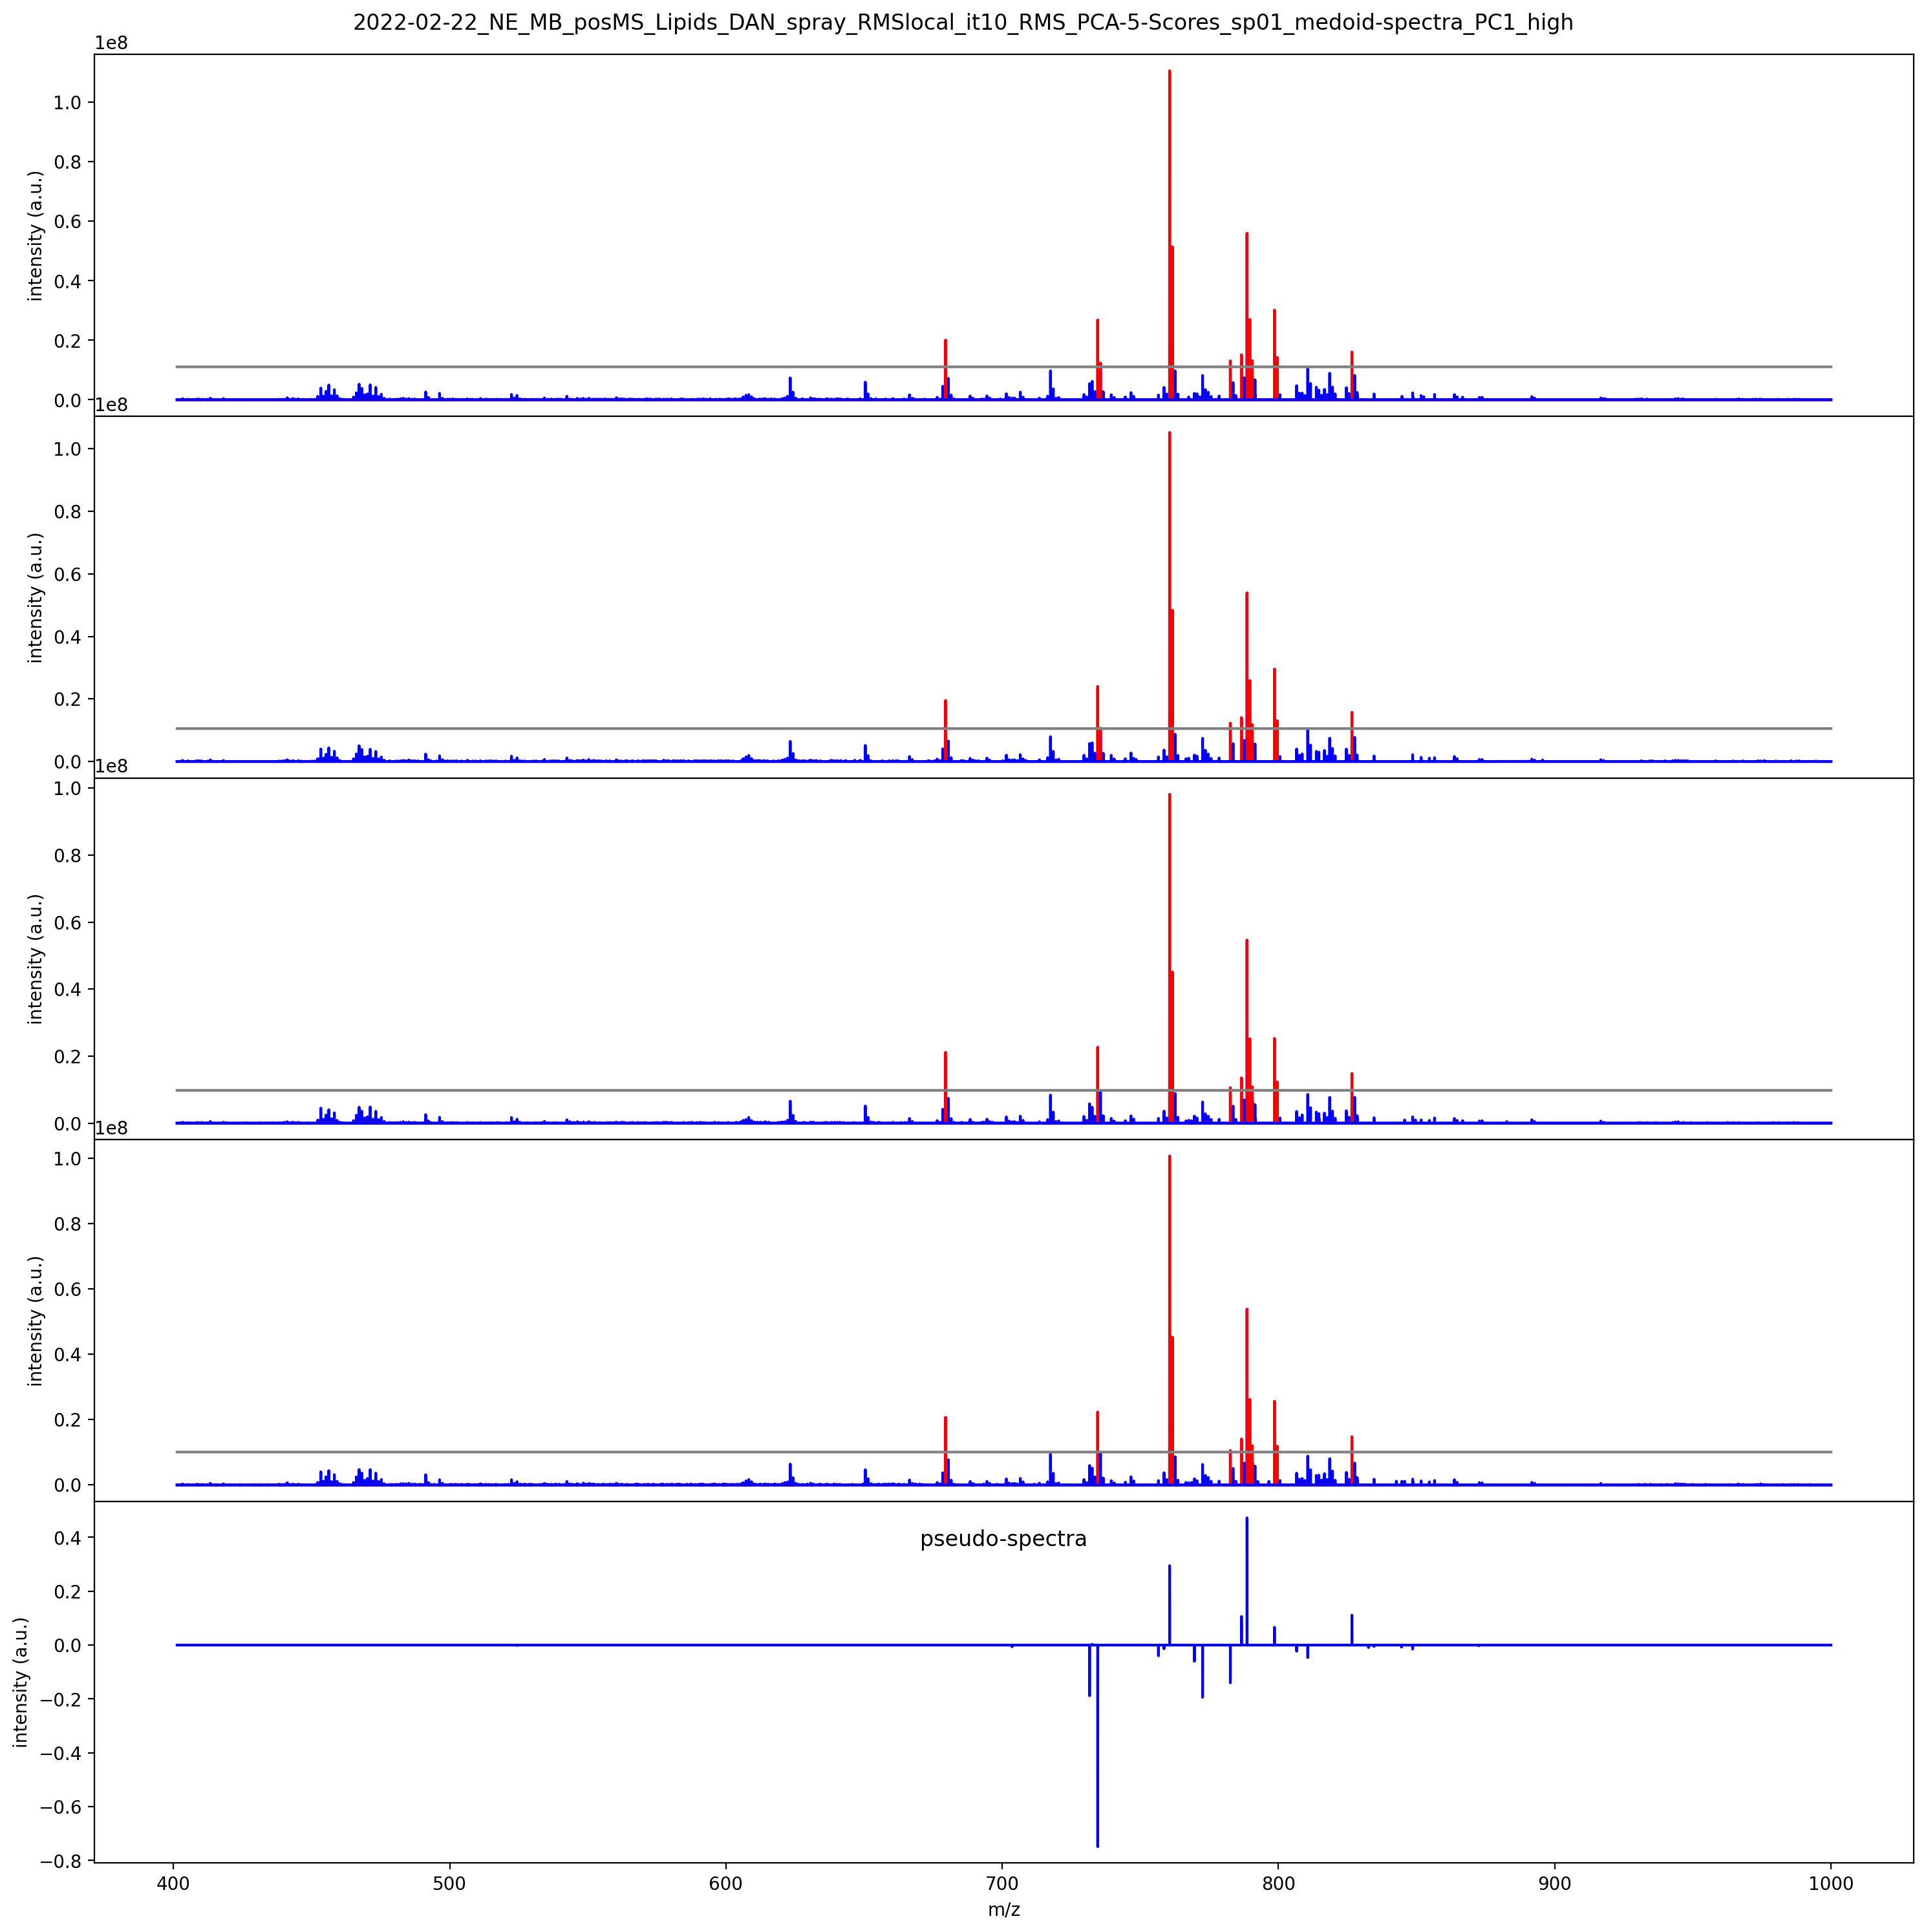 2022-02-22_NE_MB_posMS_Lipids_DAN_spray_RMSlocal_it10_RMS_PCA-5-Scores_sp01_medoid-spectra_PC1_high
1e8
1.0
0.8
0.6
0.4
0.2
0.0
intensity (a.u.)
1e8
1.0
0.8
0.6
0.4
0.2
0.0
intensity (a.u.)
1e8
1.0
0.8
0.6
0.4
0.2
0.0
intensity (a.u.)
1e8
1.0
0.8
0.6
0.4
0.2
0.0
intensity (a.u.)
pseudo-spectra
0.4
0.2
0.0
−0.2
−0.4
−0.6
−0.8
intensity (a.u.)
400 500 600 700 800 900 1000
m/z